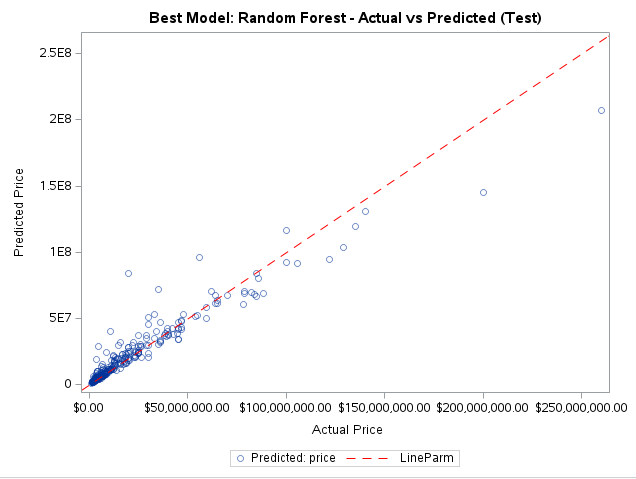 Best Model: Random Forest - Actual vs Predicted (Test)
2.5E8
2E8
1.5E8
1E8
5E7
0
Predicted Price
$0.00 $50,000,000.00 $100,000,000.00 $150,000,000.00 $200,000,000.00 $250,000,000.00
Actual Price
Predicted: price LineParm